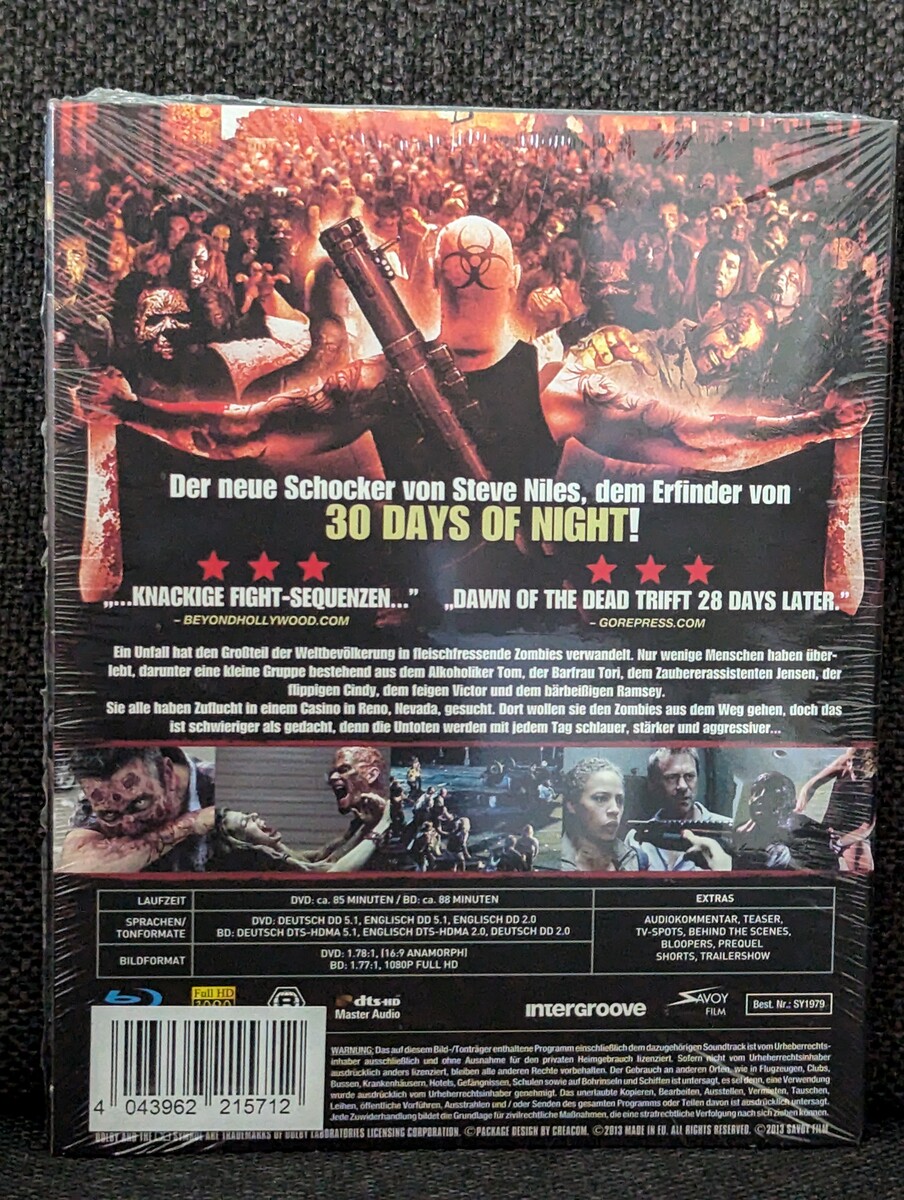 Der neue Schocker von Steve Niles, dem Erfinder von
30 DAYS OF NIGHT!
„...KNACKIGE FIGHT-SEQUENZEN...”
– BEYONDHOLLYWOOD.COM
„DAWN OF THE DEAD TRIFFT 28 DAYS LATER.”
– GOREPRESS.COM
Ein Unfall hat den Großteil der Weltbevölkerung in fleischfressende Zombies verwandelt. Nur wenige Menschen haben über-
lebt, darunter eine kleine Gruppe bestehend aus dem Alkoholiker Tom, der Barfrau Tori, dem Zaubererassistenten Jensen, der
flippigen Cindy, dem feigen Victor und dem bärbeißigen Ramsey.
Sie alle haben Zuflucht in einem Casino in Reno, Nevada, gesucht. Dort wollen sie den Zombies aus dem Weg gehen, doch das
ist schwieriger als gedacht, denn die Untoten werden mit jedem Tag schlauer, stärker und aggressiver...
LAUFZEIT
DVD: ca. 85 MINUTEN / BD: ca. 88 MINUTEN
SPRACHEN/
TONFORMATE
DVD: DEUTSCH DD 5.1, ENGLISCH DD 5.1, ENGLISCH DD 2.0
BD: DEUTSCH DTS-HDMA 5.1, ENGLISCH DTS-HDMA 2.0, DEUTSCH DD 2.0
BILDFORMAT
DVD: 1.78:1, (16:9 ANAMORPH)
BD: 1.77:1, 1080P FULL HD
EXTRAS
AUDIOKOMMENTAR, TEASER,
TV-SPOTS, BEHIND THE SCENES,
BLOOPERS, PREQUEL
SHORTS, TRAILERSHOW
Full HD
1080
B
dts-HD
Master Audio
intergroove
SAVOY
FILM
Best. Nr.: SY1979
WARNUNG: Das auf diesem Bild-/Tonträger enthaltene Programm einschließlich dem dazugehörigen Soundtrack ist vom Urheberrechts-
inhaber ausschließlich und ohne Ausnahme für den privaten Heimgebrauch lizenziert. Sofern nicht vom Urheberrechtsinhaber
ausdrücklich anders lizenziert, bleiben alle anderen Rechte vorbehalten. Der Gebrauch an anderen Orten, wie in Flugzeugen, Clubs,
Bussen, Krankenhäusern, Hotels, Gefängnissen, Schulen sowie auf Bohrinseln und Schiffen ist untersagt, es sei denn, eine Verwendung
wurde ausdrücklich vom Urheberrechtsinhaber genehmigt. Das unerlaubte Kopieren, Bearbeiten, Ausstellen, Vermieten, Tauschen,
Leihen, öffentliche Vorführen, Ausstrahlen und / oder Senden des gesamten Programms oder Teilen davon ist ausdrücklich untersagt.
Jede Zuwiderhandlung bildet die Grundlage für zivilrechtliche Maßnahmen, die eine strafrechtliche Verfolgung nach sich ziehen können.
4 043962 215712
DOLBY AND THE SYMBOL ARE TRADEMARKS OF DOLBY LABORATORIES LICENSING CORPORATION. ©PACKAGE DESIGN BY CREACOM. ©2013 MADE IN EU. ALL RIGHTS RESERVED. ©2013 SAVOY FILM